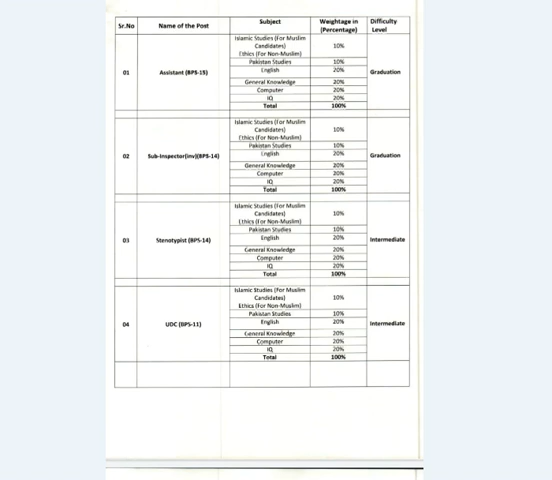 Sr.No Name of the Post Subject Weightage in (Percentage) Difficulty Level
01 Assistant (BPS-15) Graduation
Islamic Studies (For Muslim
Candidates)
Ethics (For Non-Muslim) 10%
Pakistan Studies 10%
English 20%
General Knowledge 20%
Computer 20%
IQ 20%
Total 100%
02 Sub-Inspector(Inv)(BPS-14) Graduation
Islamic Studies (For Muslim
Candidates)
Ethics (For Non-Muslim) 10%
Pakistan Studies 10%
English 20%
General Knowledge 20%
Computer 20%
IQ 20%
Total 100%
03 Stenotypist (BPS-14) Intermediate
Islamic Studies (For Muslim
Candidates)
Ethics (For Non-Muslim) 10%
Pakistan Studies 10%
English 20%
General Knowledge 20%
Computer 20%
IQ 20%
Total 100%
04 UDC (BPS-11) Intermediate
Islamic Studies (For Muslim
Candidates)
Ethics (For Non-Muslim) 10%
Pakistan Studies 10%
English 20%
General Knowledge 20%
Computer 20%
IQ 20%
Total 100%